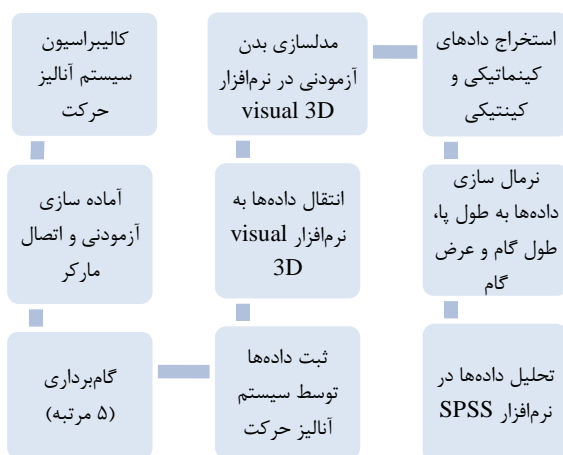 کالیبراسیون
سیستم آنالیز
حرکت
آماده سازی
آزمودنی و اتصال
مارکر
گام‌برداری
(۵ مرتبه)
ثبت داده‌ها
توسط سیستم
آنالیز حرکت
انتقال داده‌ها به
نرم‌افزار visual
3D
مدلسازی بدن
آزمودنی در نرم‌افزار
visual 3D
استخراج دادهای
کینماتیکی و
کینتیکی
نرمال سازی
داده‌ها به طول پا،
طول گام و عرض
گام
تحلیل داده‌ها در
نرم‌افزار SPSS